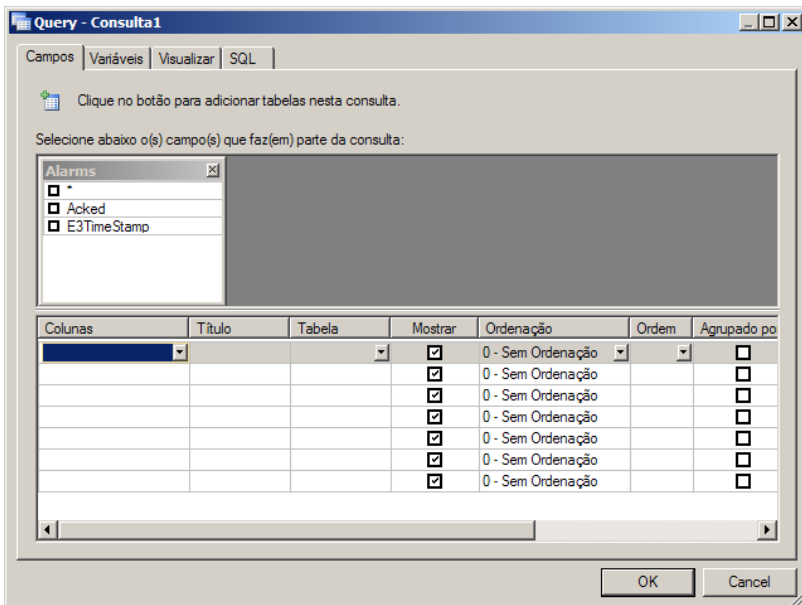 Query - Consulta1
Campos Variáveis Visualizar SQL
Clique no botão para adicionar tabelas nesta consulta.
Selecione abaixo o(s) campo(s) que faz(em) parte da consulta:
Alarms
*
Acked
E3TimeStamp
Colunas Título Tabela Mostrar Ordenação Ordem Agrupado po
0 - Sem Ordenação
0 - Sem Ordenação
0 - Sem Ordenação
0 - Sem Ordenação
0 - Sem Ordenação
0 - Sem Ordenação
0 - Sem Ordenação
OK Cancel